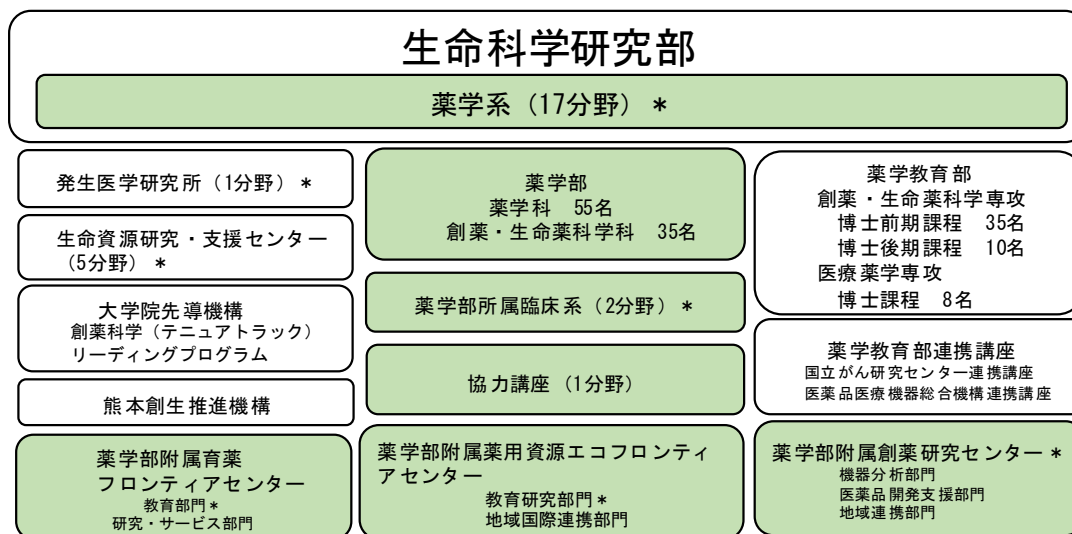 生命科学研究部
薬学系（17分野）＊
発生医学研究所（1分野）＊
生命資源研究・支援センター
（5分野）＊
大学院先導機構
創薬科学（テニュアトラック）
リーディングプログラム
熊本創生推進機構
薬学部附属育薬
フロンティアセンター
教育部門＊
研究・サービス部門
薬学部
薬学科　55名
創薬・生命薬科学科　35名
薬学部所属臨床系（2分野）＊
協力講座（1分野）
薬学部附属薬用資源エコフロンティ
アセンター
教育研究部門＊
地域国際連携部門
薬学教育部
創薬・生命薬科学専攻
博士前期課程　35名
博士後期課程　10名
医療薬学専攻
博士課程　8名
薬学教育部連携講座
国立がん研究センター連携講座
医薬品医療機器総合機構連携講座
薬学部附属創薬研究センター＊
機器分析部門
医薬品開発支援部門
地域連携部門